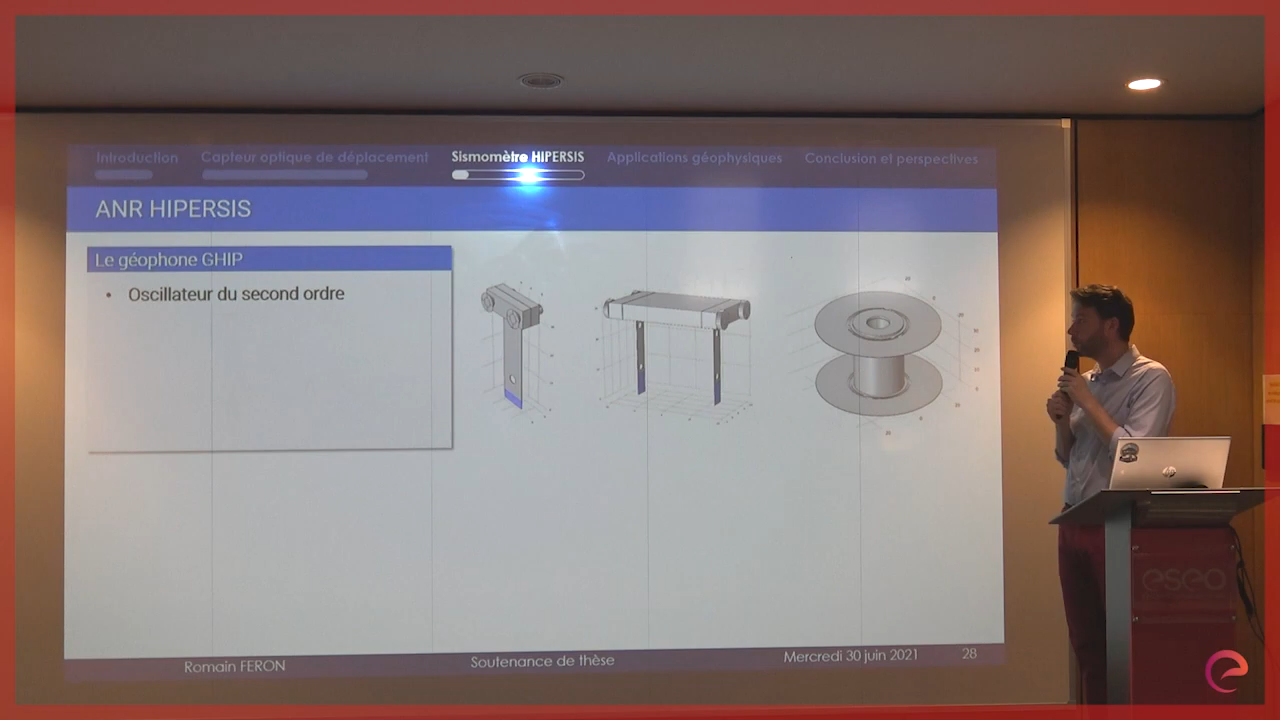 Introduction
Capteur optique de déplacement
Sismomètre HIPERSIS
Applications géophysiques
Conclusion et perspectives
ANR HIPERSIS
Le géophone GHIP
• Oscillateur du second ordre
Romain FERON
Soutenance de thèse
Mercredi 30 juin 2021
28
hp
eseo